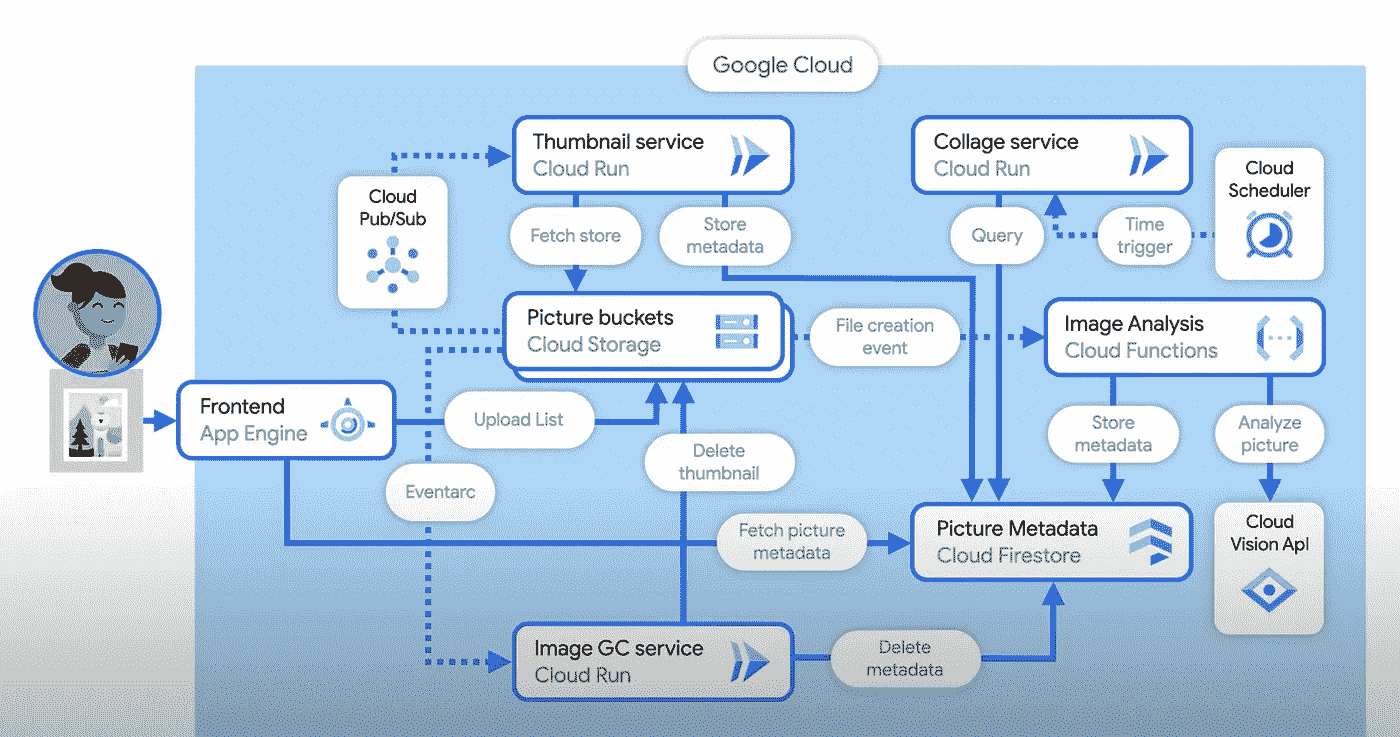 Google Cloud
Thumbnail service
Cloud Run
Collage service
Cloud Run
Cloud
Scheduler
Cloud
Pub/Sub
Fetch store
Store
metadata
Query
Time
trigger
Picture buckets
Cloud Storage
File creation
event
Image Analysis
Cloud Functions
Frontend
App Engine
Upload List
Delete
thumbnail
Store
metadata
Analyze
picture
Eventarc
Fetch picture
metadata
Picture Metadata
Cloud Firestore
Cloud
Vision ApI
Image GC service
Cloud Run
Delete
metadata